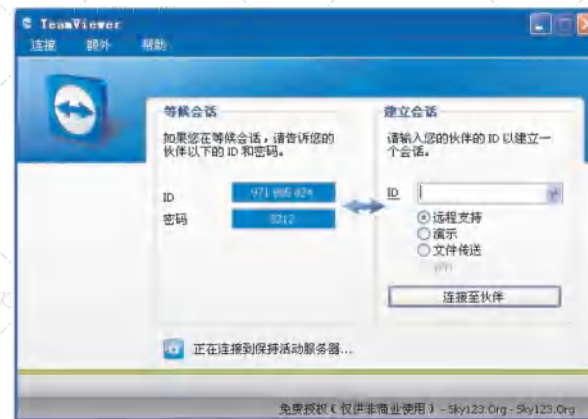 TeamViewer
连接 额外 帮助
等候会话
如果您在等候会话，请告诉您的
伙伴以下的 ID 和密码。
ID
密码 8212
建立会话
请输入您的伙伴的 ID 以建立一
个会话。
ID
远程支持
演示
文件传送
VPN
连接至伙伴
正在连接到保持活动服务器...
免费授权（仅供非商业使用） - Sky123.Org - Sky123.Org